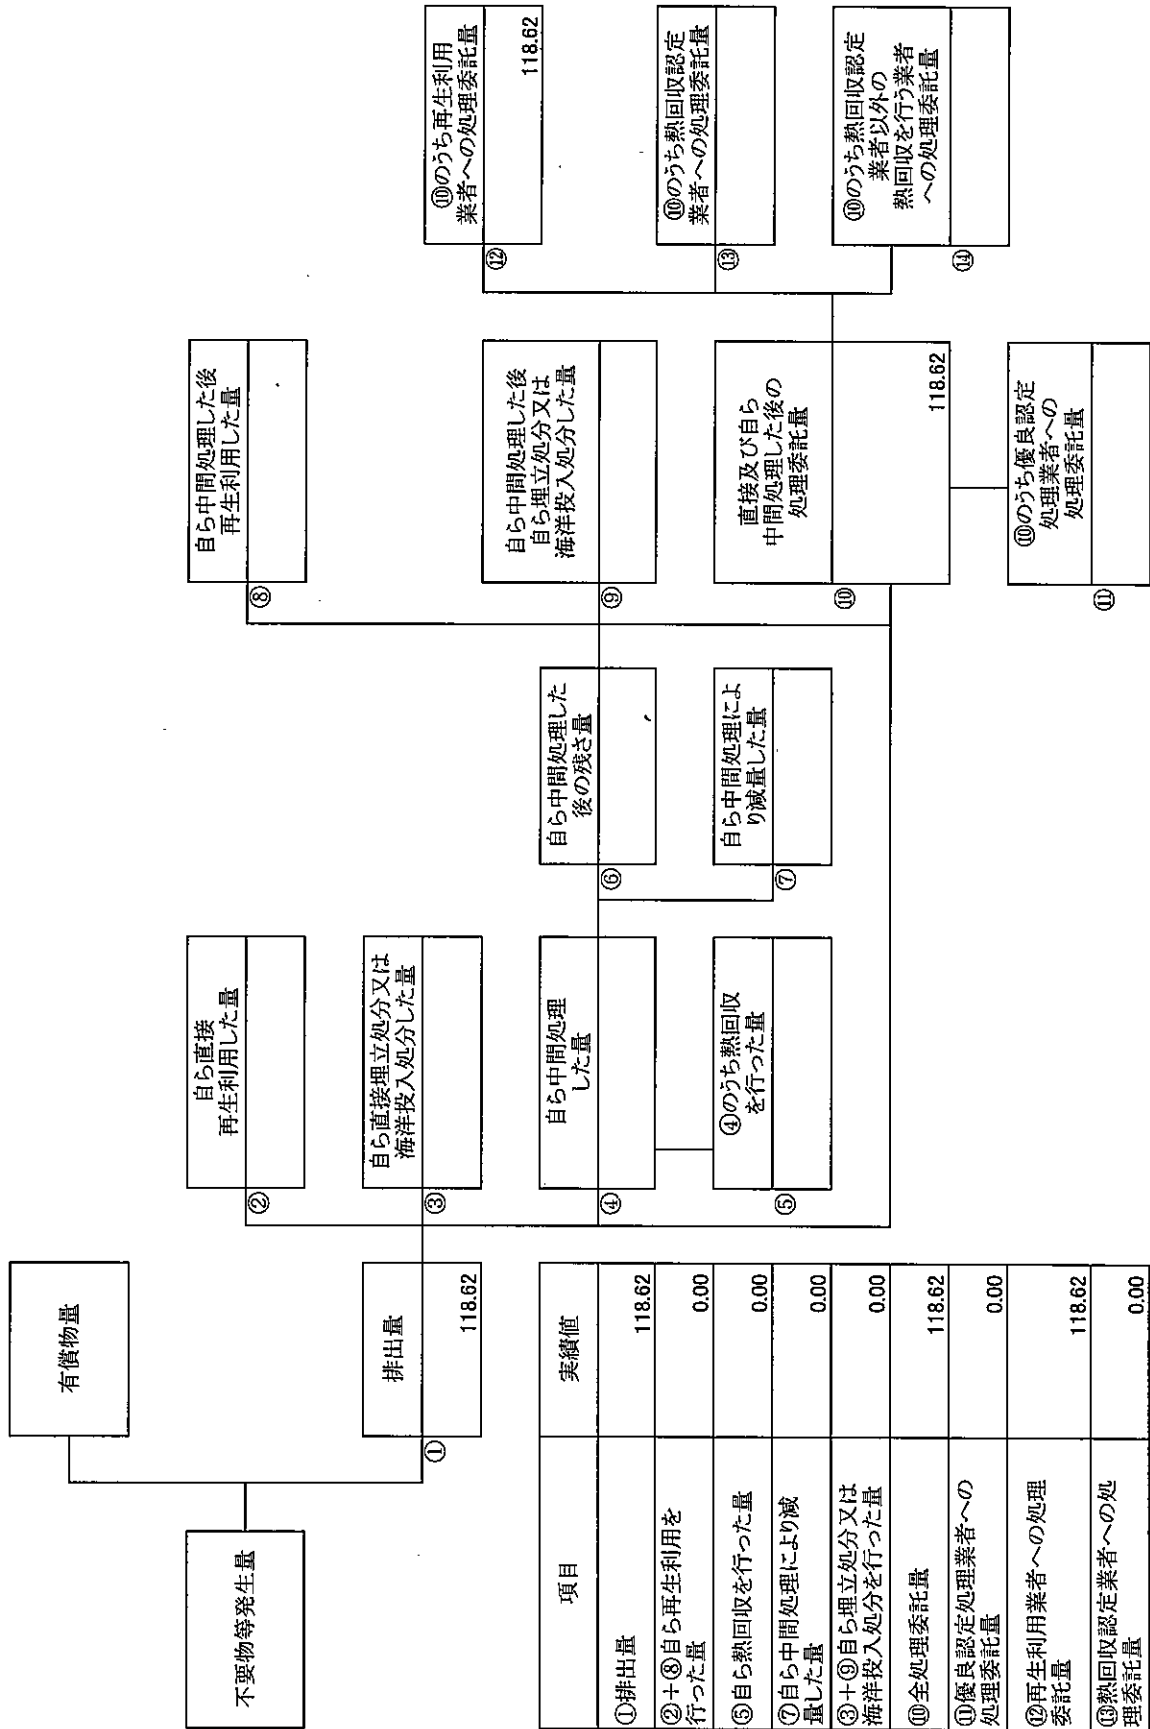 不要物等発生量
有償物量
排出量
①
118.62
自ら直接
再生利用した量
②
自ら直接埋立処分又は
海洋投入処分した量
③
自ら中間処理
した量
④
④のうち熱回収
を行った量
⑤
自ら中間処理した
後の残さ量
⑥
自ら中間処理によ
り減量した量
⑦
自ら中間処理した後
再生利用した量
⑧
自ら中間処理した後
自ら埋立処分又は
海洋投入処分した量
⑨
直接及び自ら
中間処理した後の
処理委託量
⑩
118.62
⑩のうち優良認定
処理業者への
処理委託量
⑪
⑩のうち再生利用
業者への処理委託量
⑫
118.62
⑩のうち熱回収認定
業者への処理委託量
⑬
⑩のうち熱回収認定
業者以外の
熱回収を行う業者
への処理委託量
⑭
項目 実績値
①排出量 118.62
②+⑧自ら再生利用を
行った量 0.00
⑤自ら熱回収を行った量 0.00
⑦自ら中間処理により減
量した量 0.00
③+⑨自ら埋立処分又は
海洋投入処分を行った量 0.00
⑩全処理委託量 118.62
⑪優良認定処理業者への
処理委託量 0.00
⑫再生利用業者への処理
委託量 118.62
⑬熱回収認定業者への処
理委託量 0.00